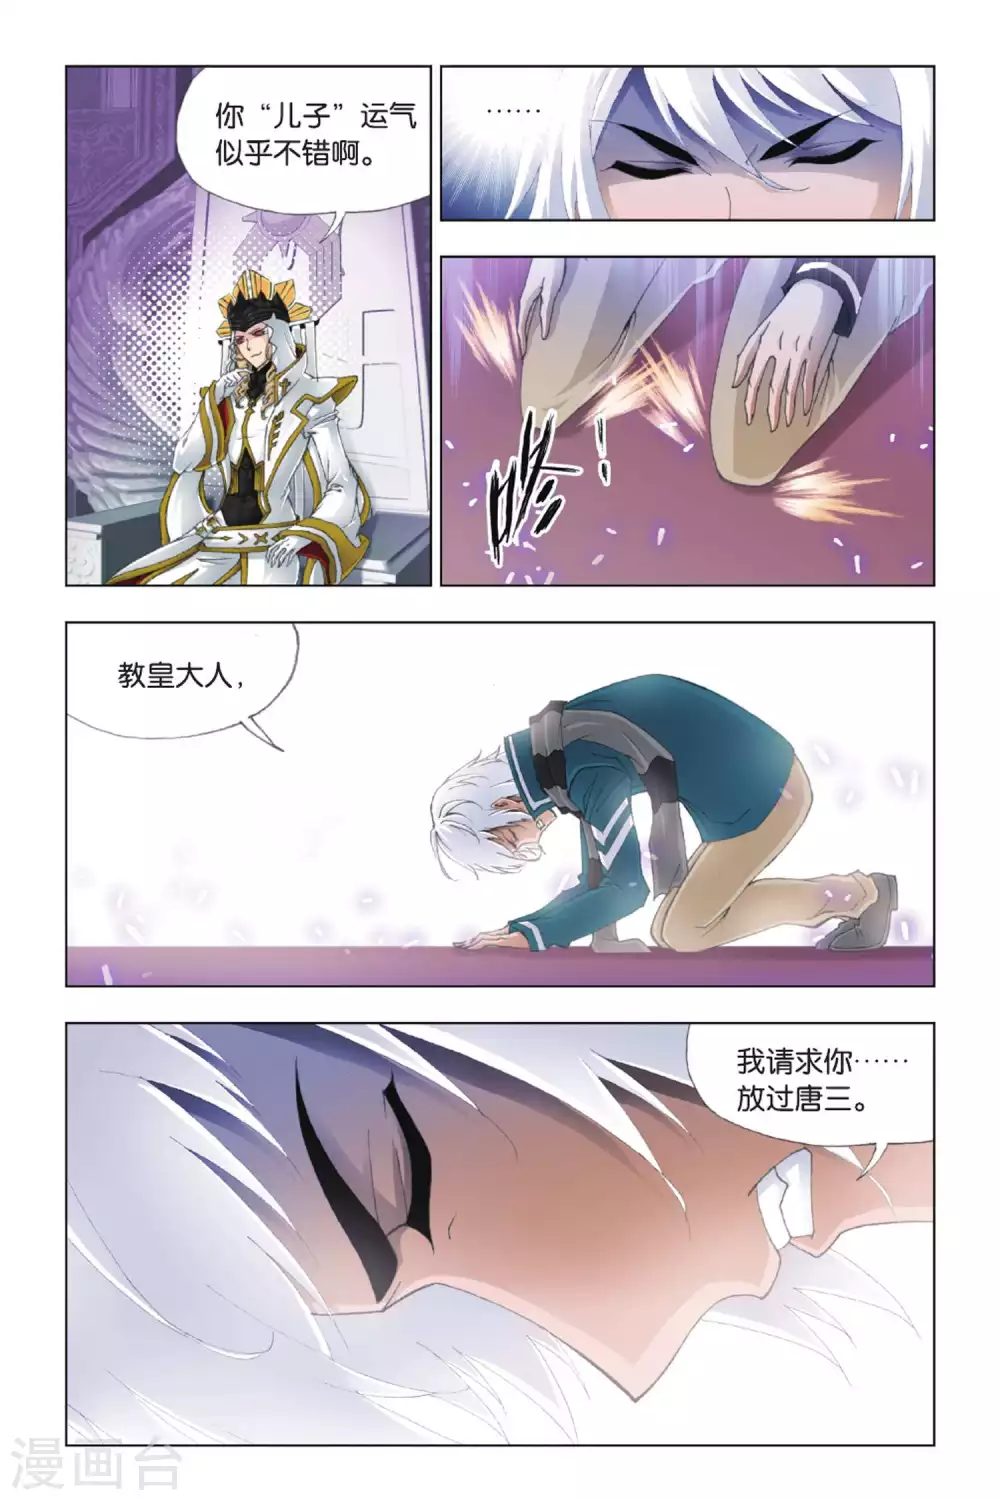 你“儿子”运气
似乎不错啊。
……
咚！
教皇大人，
我请求你……
放过唐三。
漫画台